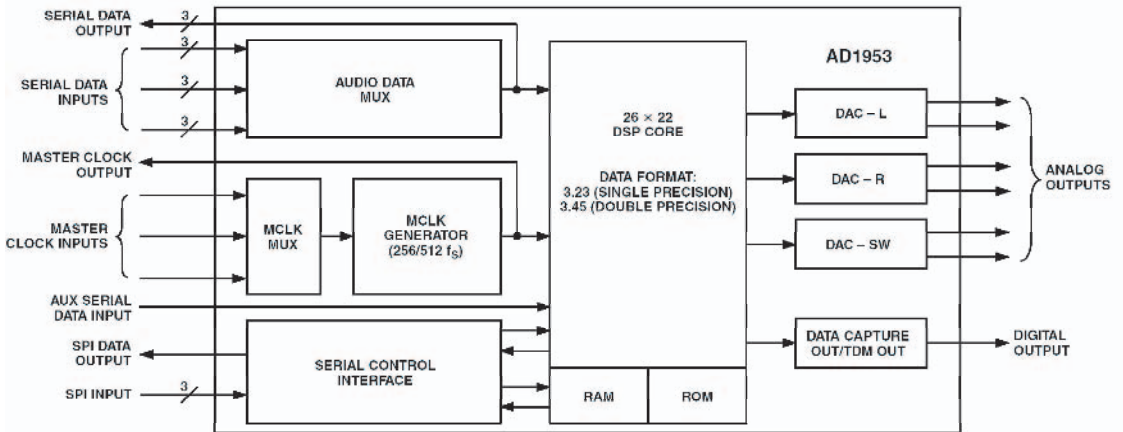 SERIAL DATA
OUTPUT
3
3
SERIAL DATA
INPUTS
3
3
AUDIO DATA
MUX
MASTER CLOCK
OUTPUT
MASTER
CLOCK INPUTS
MCLK
MUX
MCLK
GENERATOR
(256/512 fS)
AUX SERIAL
DATA INPUT
SPI DATA
OUTPUT
SPI INPUT
3
SERIAL CONTROL
INTERFACE
26 × 22
DSP CORE
DATA FORMAT:
3.23 (SINGLE PRECISION)
3.45 (DOUBLE PRECISION)
RAM
ROM
AD1953
DAC – L
DAC – R
DAC – SW
DATA CAPTURE
OUT/TDM OUT
ANALOG
OUTPUTS
DIGITAL
OUTPUT